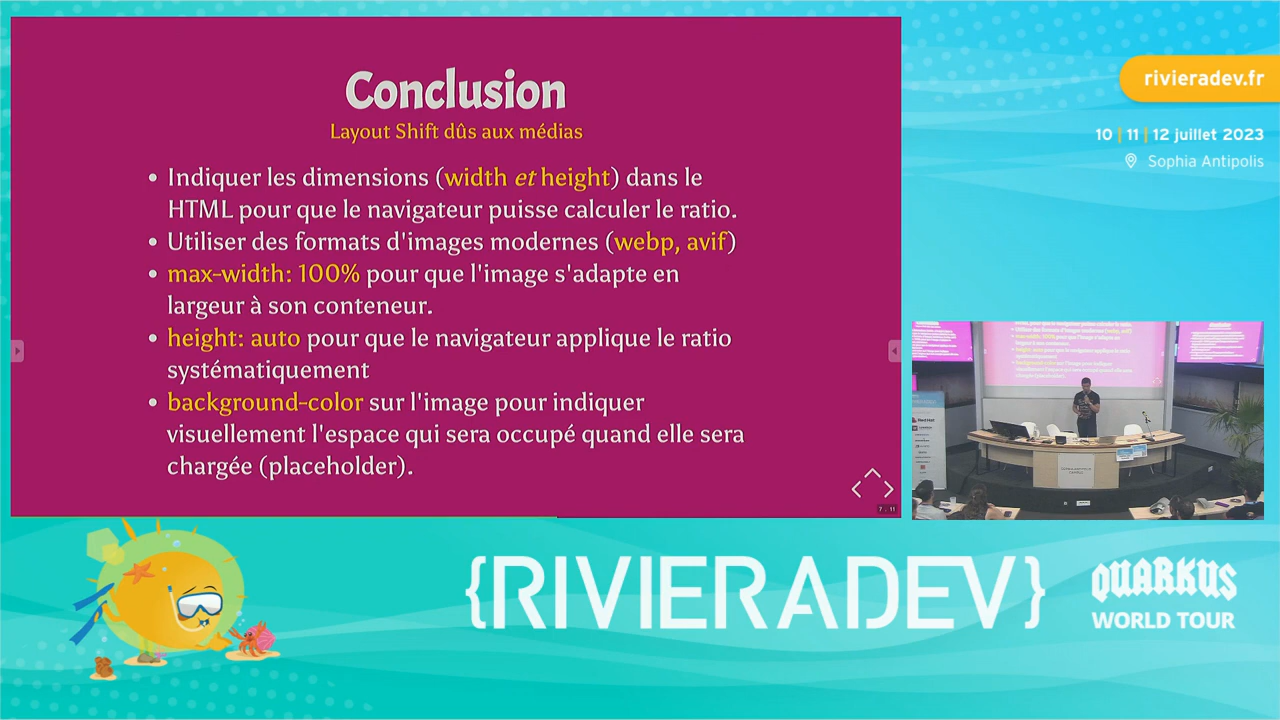 Conclusion
Layout Shift dûs aux médias
• Indiquer les dimensions (width et height) dans le
HTML pour que le navigateur puisse calculer le ratio.
• Utiliser des formats d'images modernes (webp, avif)
• max-width: 100% pour que l'image s'adapte en
largeur à son conteneur.
• height: auto pour que le navigateur applique le ratio
systématiquement
• background-color sur l'image pour indiquer
visuellement l'espace qui sera occupé quand elle sera
chargée (placeholder).
7 . 11
rivieradev.fr
10 | 11 | 12 juillet 2023
Sophia Antipolis
{RIVIERADEV}
QUARKUS
WORLD TOUR